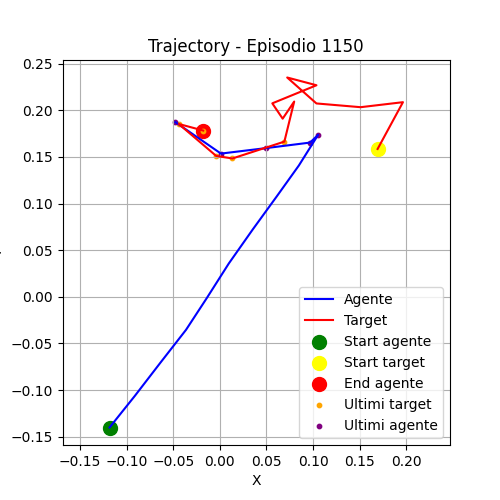 Trajectory - Episodio 1150
0.25
0.20
0.15
0.10
0.05
0.00
−0.05
−0.10
−0.15
−0.15 −0.10 −0.05 0.00 0.05 0.10 0.15 0.20
X
Agente
Target
Start agente
Start target
End agente
Ultimi target
Ultimi agente